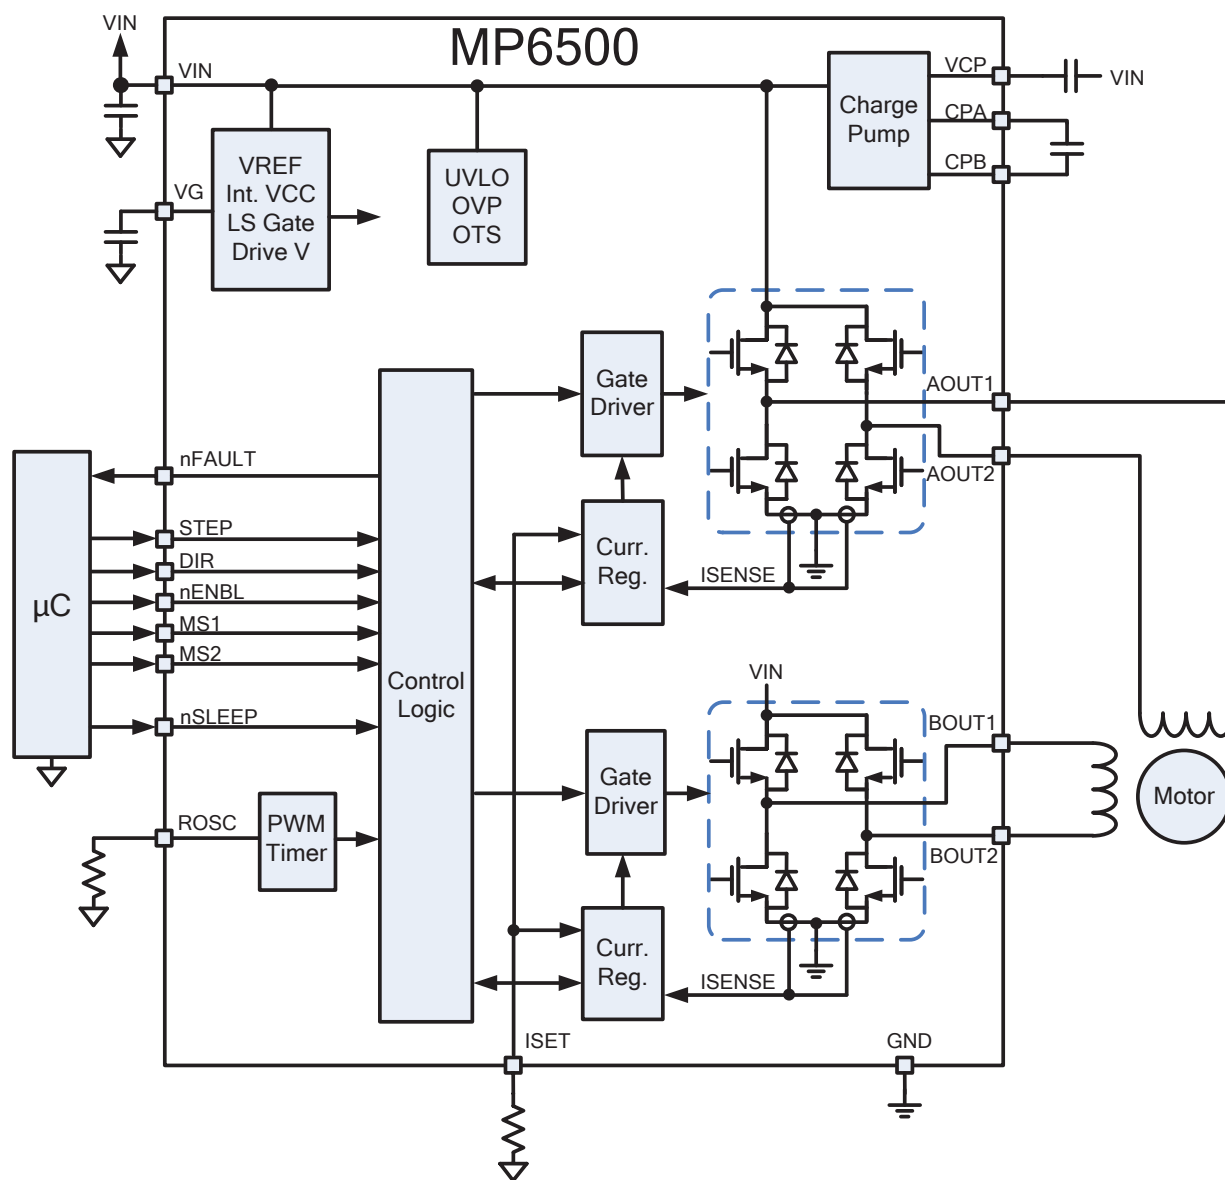 MP6500
VIN
VIN
VCP
VIN
CPA
CPB
Charge
Pump
VREF
Int. VCC
LS Gate
Drive V
VG
UVLO
OVP
OTS
Gate
Driver
AOUT1
AOUT2
nFAULT
STEP
DIR
nENBL
MS1
MS2
nSLEEP
µC
Control
Logic
Curr.
Reg.
ISENSE
VIN
BOUT1
BOUT2
Motor
Gate
Driver
ROSC
PWM
Timer
Curr.
Reg.
ISENSE
ISET
GND